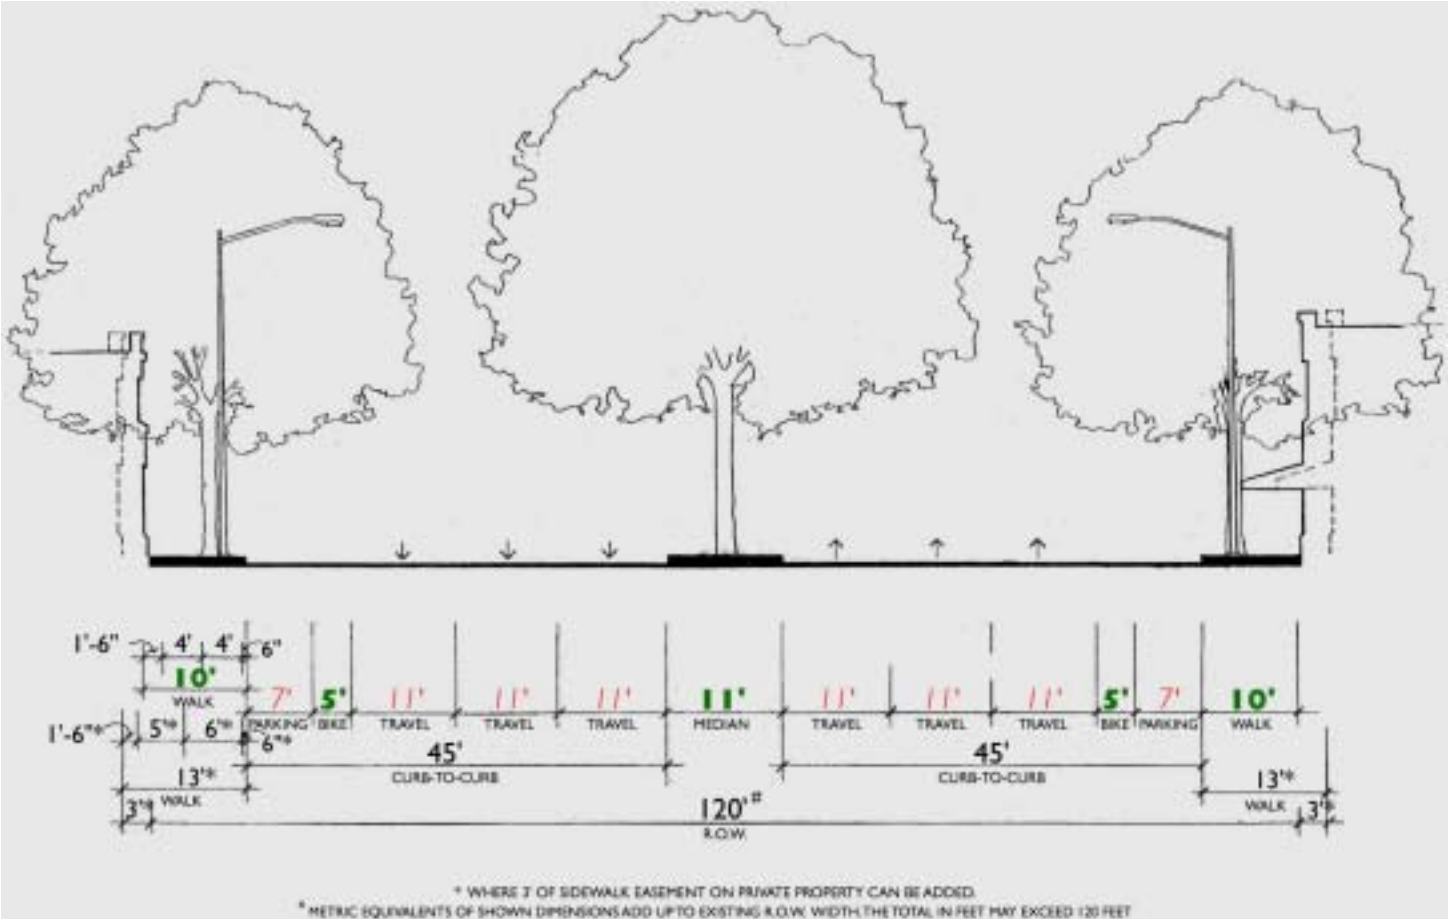 1'-6" 4' 4' 6"
10' 7' 5' 11' 11' 11' 11' 11' 11' 11' 5' 7' 10'
WALK PARKING BIKE TRAVEL TRAVEL TRAVEL MEDIAN TRAVEL TRAVEL TRAVEL BIKE PARKING WALK
1'-6"* 5'* 6'* 6"*
45' 45'
CURB-TO-CURB CURB-TO-CURB
13'* 13'*
WALK WALK
3'* 120'# 3'*
R.O.W.
* WHERE 3' OF SIDEWALK EASEMENT ON PRIVATE PROPERTY CAN BE ADDED.
# METRIC EQUIVALENTS OF SHOWN DIMENSIONS ADD UP TO EXISTING R.O.W. WIDTH. THE TOTAL IN FEET MAY EXCEED 120 FEET